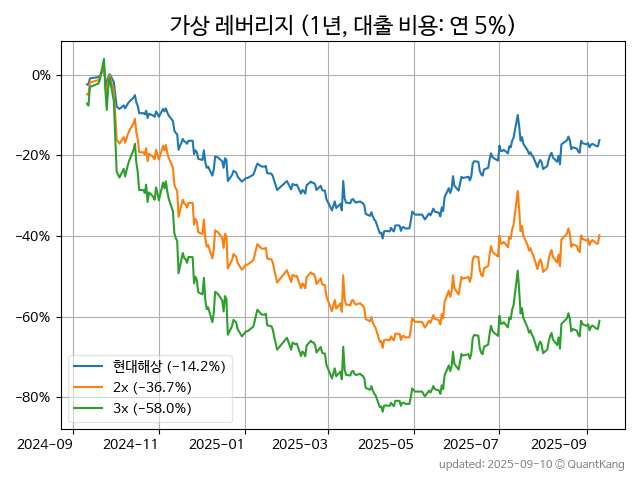 가상 레버리지 (1년, 대출 비용: 연 5%)
0%
−20%
−40%
−60%
−80%
현대해상 (−14.2%)
2x (−36.7%)
3x (−58.0%)
2024-09 2024-11 2025-01 2025-03 2025-05 2025-07 2025-09
updated: 2025-09-10 © QuantKang